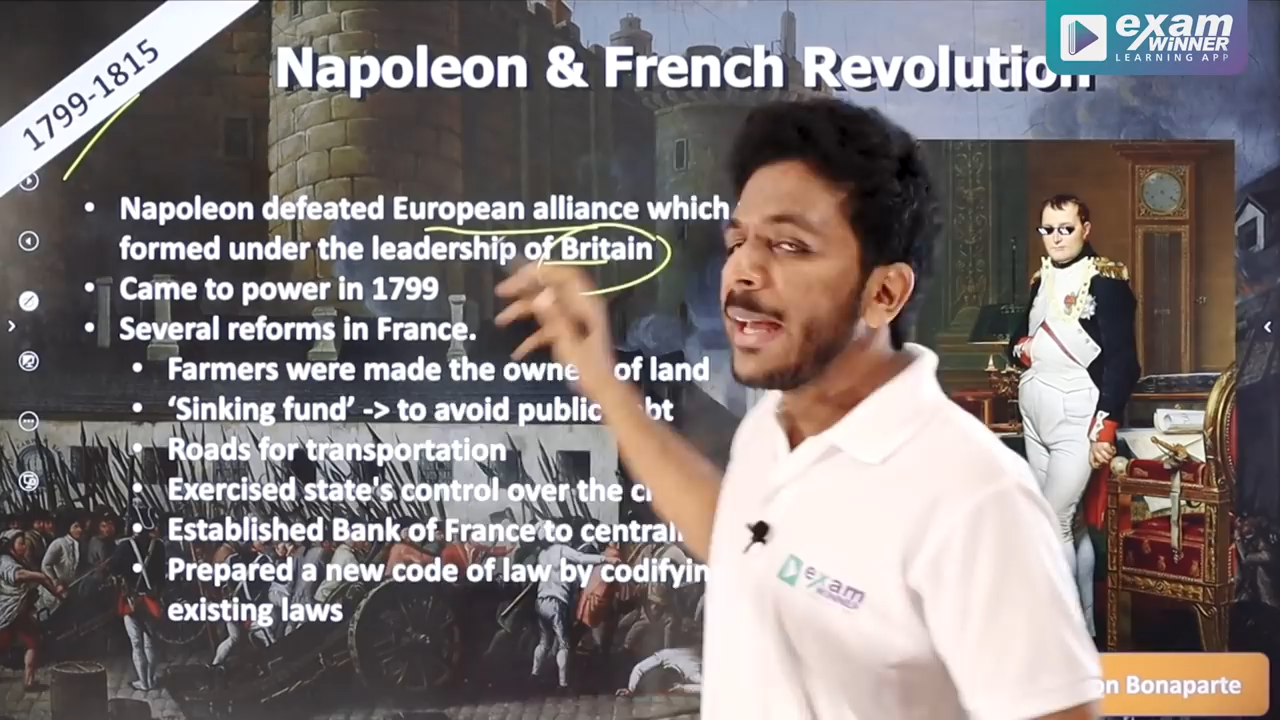 exam
WINNER
LEARNING APP
1799-1815
Napoleon & French Revolution
• Napoleon defeated European alliance which
formed under the leadership of Britain
• Came to power in 1799
• Several reforms in France.
• Farmers were made the of land
• ‘Sinking fund’ -> to avoid public
• Roads for transportation
• Exercised state's control over the
• Established Bank of France to
• Prepared a new code of law by
existing laws
exam
WINNER
Bonaparte